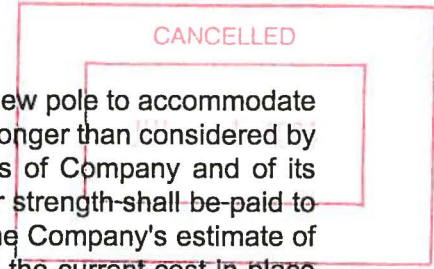 CANCELLED
ew pole to accommodate
onger than considered by
s of Company and of its
r strength shall be paid to
e Company's estimate of
the current cost in place